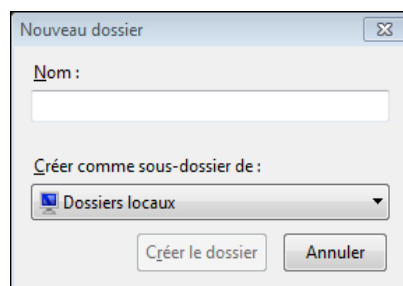 Nouveau dossier
Nom :
Créer comme sous-dossier de :
Dossiers locaux
Créer le dossier Annuler